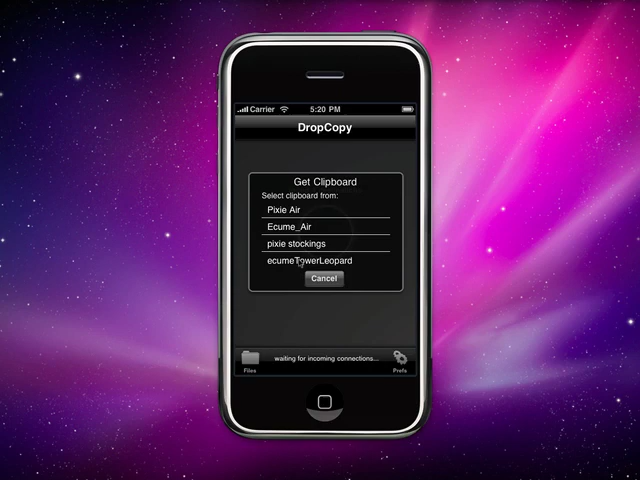 Carrier 5:20 PM
DropCopy
Get Clipboard
Select clipboard from:
Pixie Air
Ecume_Air
pixie stockings
ecumeTowerLeopard
Cancel
waiting for incoming connections...
Files Prefs